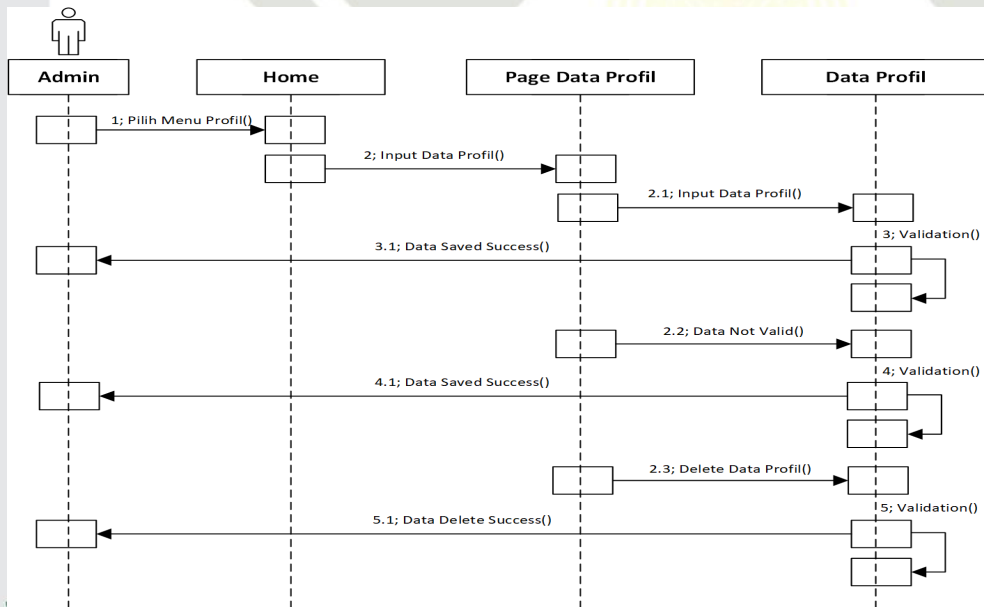 Admin
Home
Page Data Profil
Data Profil
1; Pilih Menu Profil()
2; Input Data Profil()
2.1; Input Data Profil()
3; Validation()
3.1; Data Saved Success()
2.2; Data Not Valid()
4; Validation()
4.1; Data Saved Success()
2.3; Delete Data Profil()
5; Validation()
5.1; Data Delete Success()